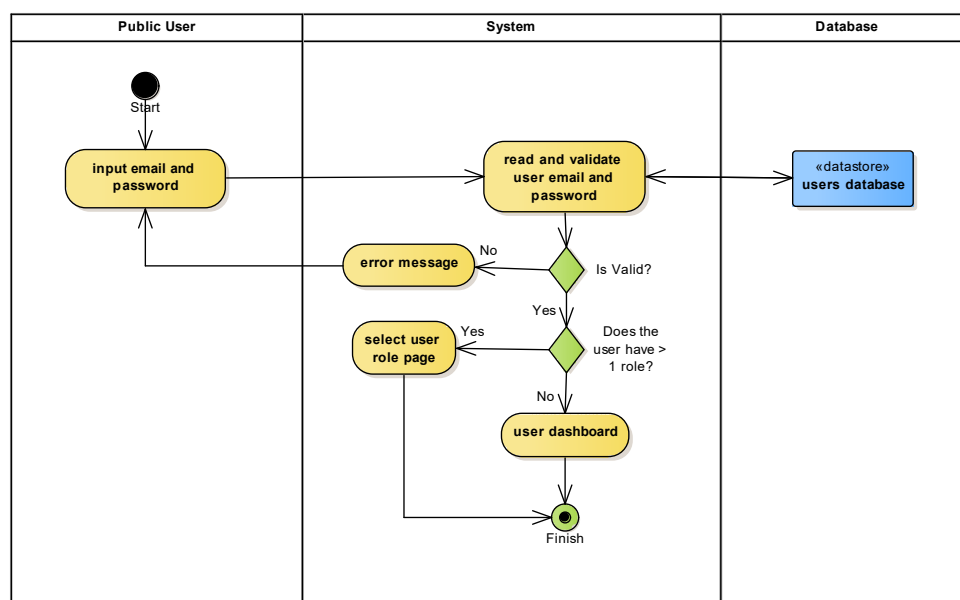 Public User
System
Database
Start
input email and
password
read and validate
user email and
password
«datastore»
users database
error message
No
Is Valid?
Yes
select user
role page
Yes
Does the
user have >
1 role?
No
user dashboard
Finish